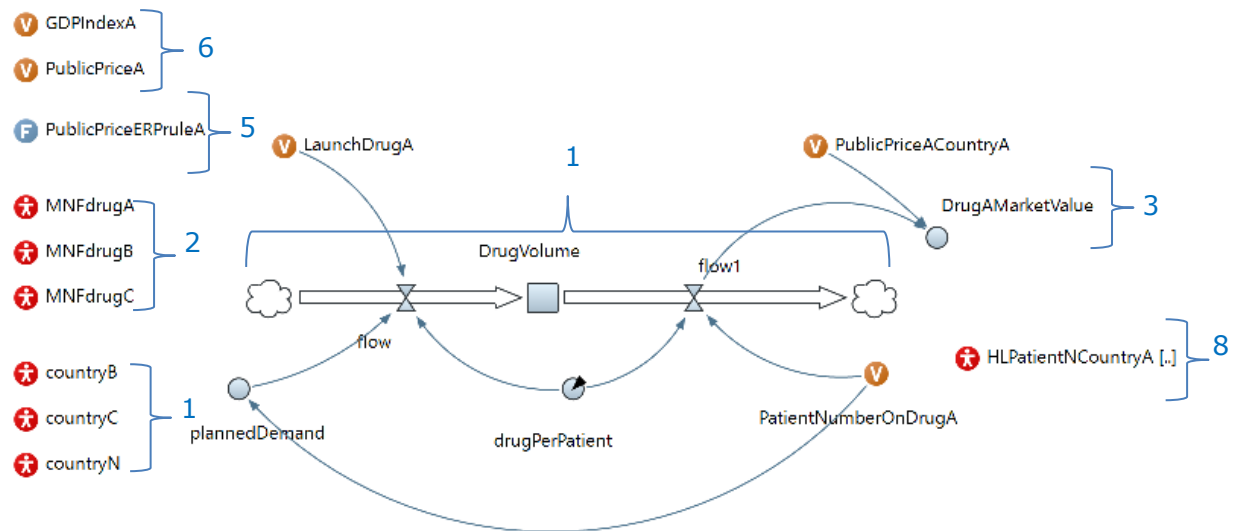 V GDPIndexA
6
V PublicPriceA
F PublicPriceERPruleA
5
V LaunchDrugA
1
V PublicPriceACountryA
DrugAMarketValue
3
MNFdrugA
MNFdrugB
2
MNFdrugC
DrugVolume
flow1
flow
HLPatientNCountryA [..]
8
countryB
countryC
1
countryN
plannedDemand
drugPerPatient
V
PatientNumberOnDrugA